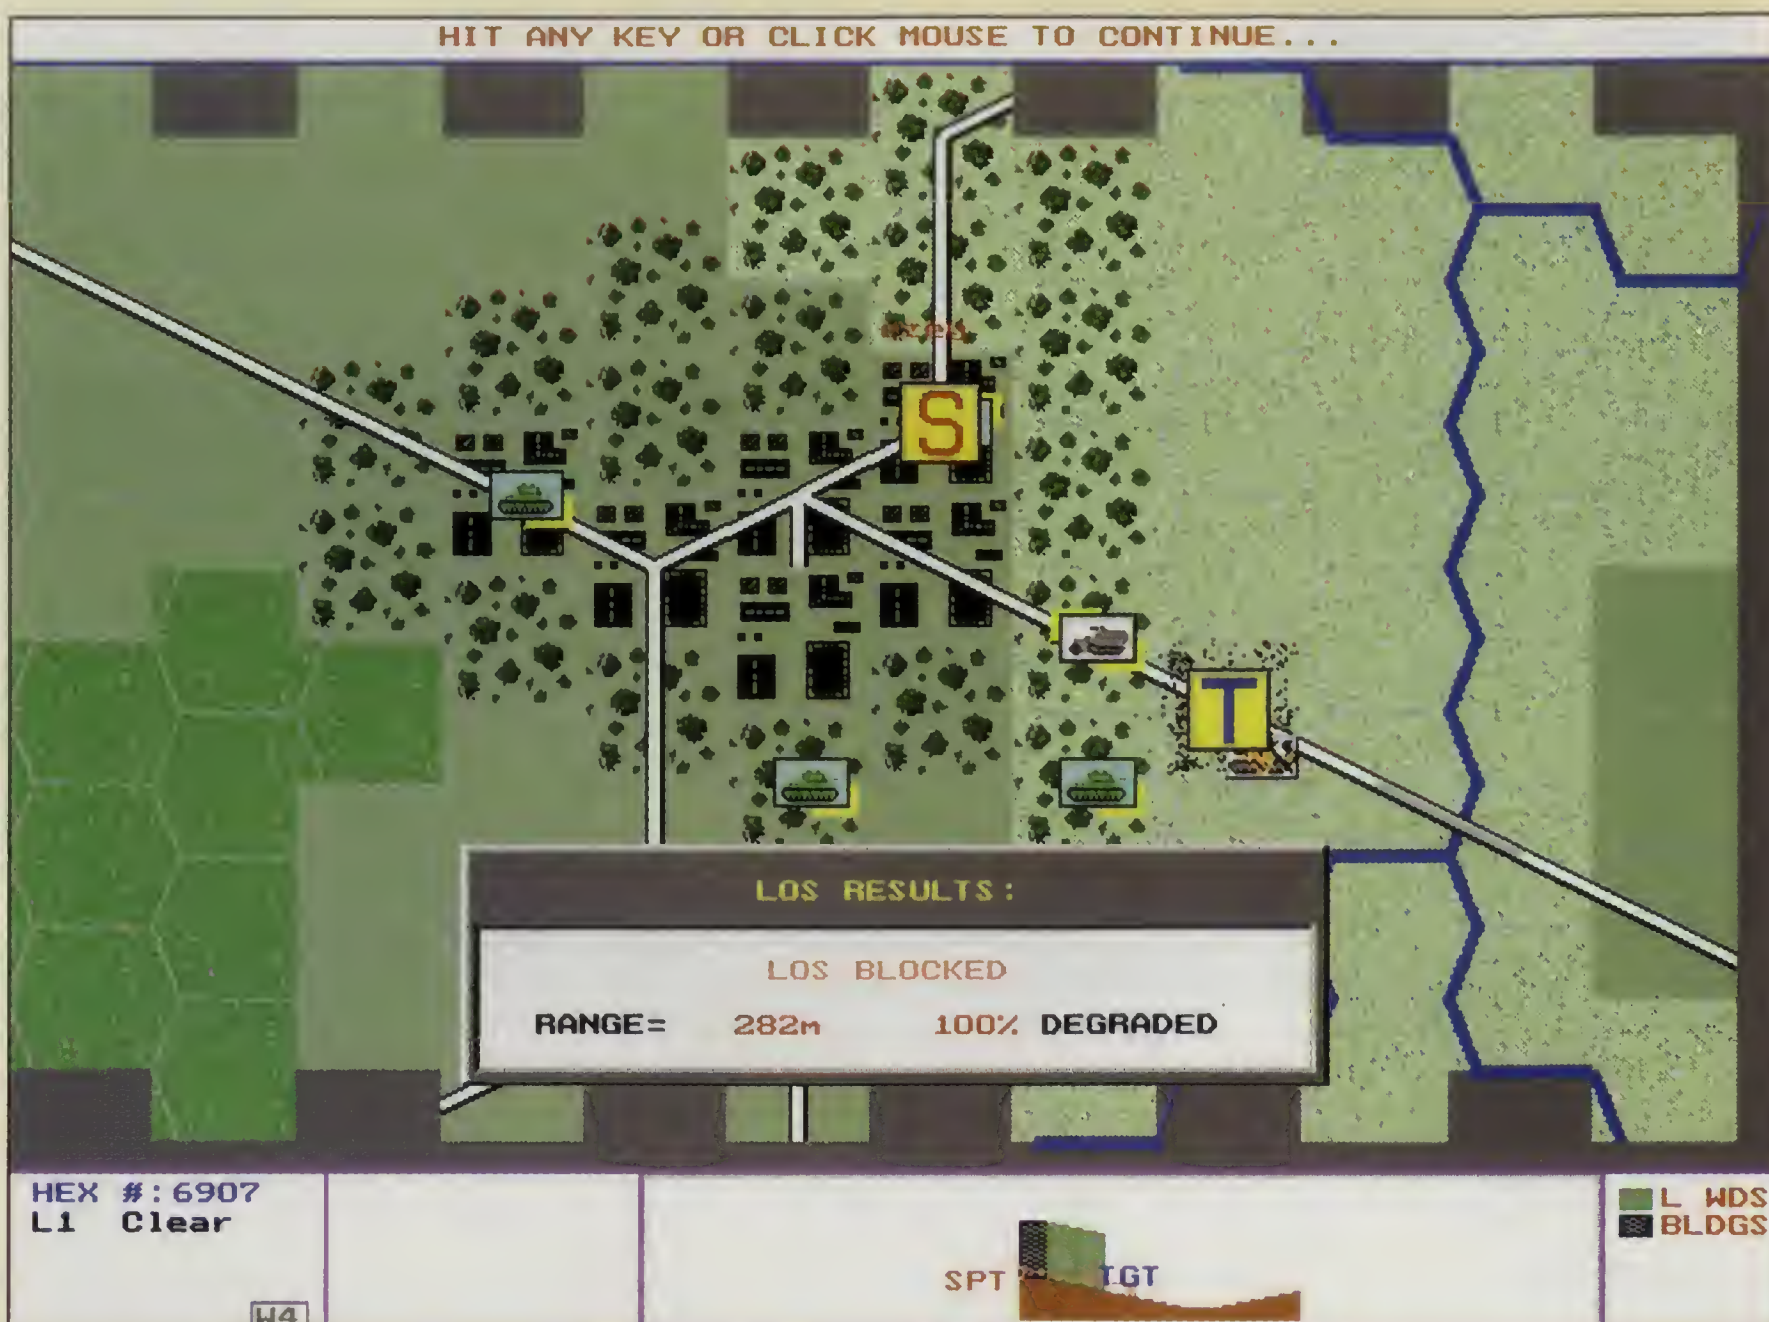 HIT ANY KEY OR CLICK MOUSE TO CONTINUE...
S
T
LOS RESULTS:
LOS BLOCKED
RANGE= 282m 100% DEGRADED
HEX #:6907
L1 Clear
W4
SPT TGT
L WDS
BLDGS